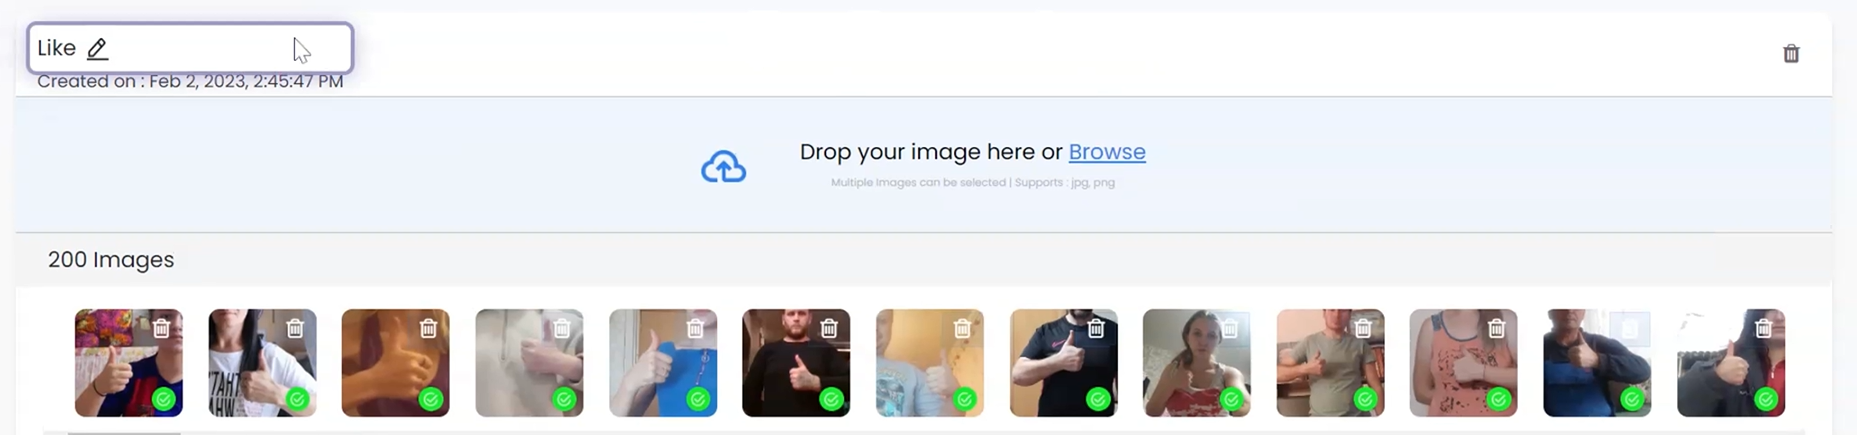 Like
Created on : Feb 2, 2023, 2:45:47 PM
Drop your image here or Browse
Multiple Images can be selected | Supports : jpg, png
200 Images